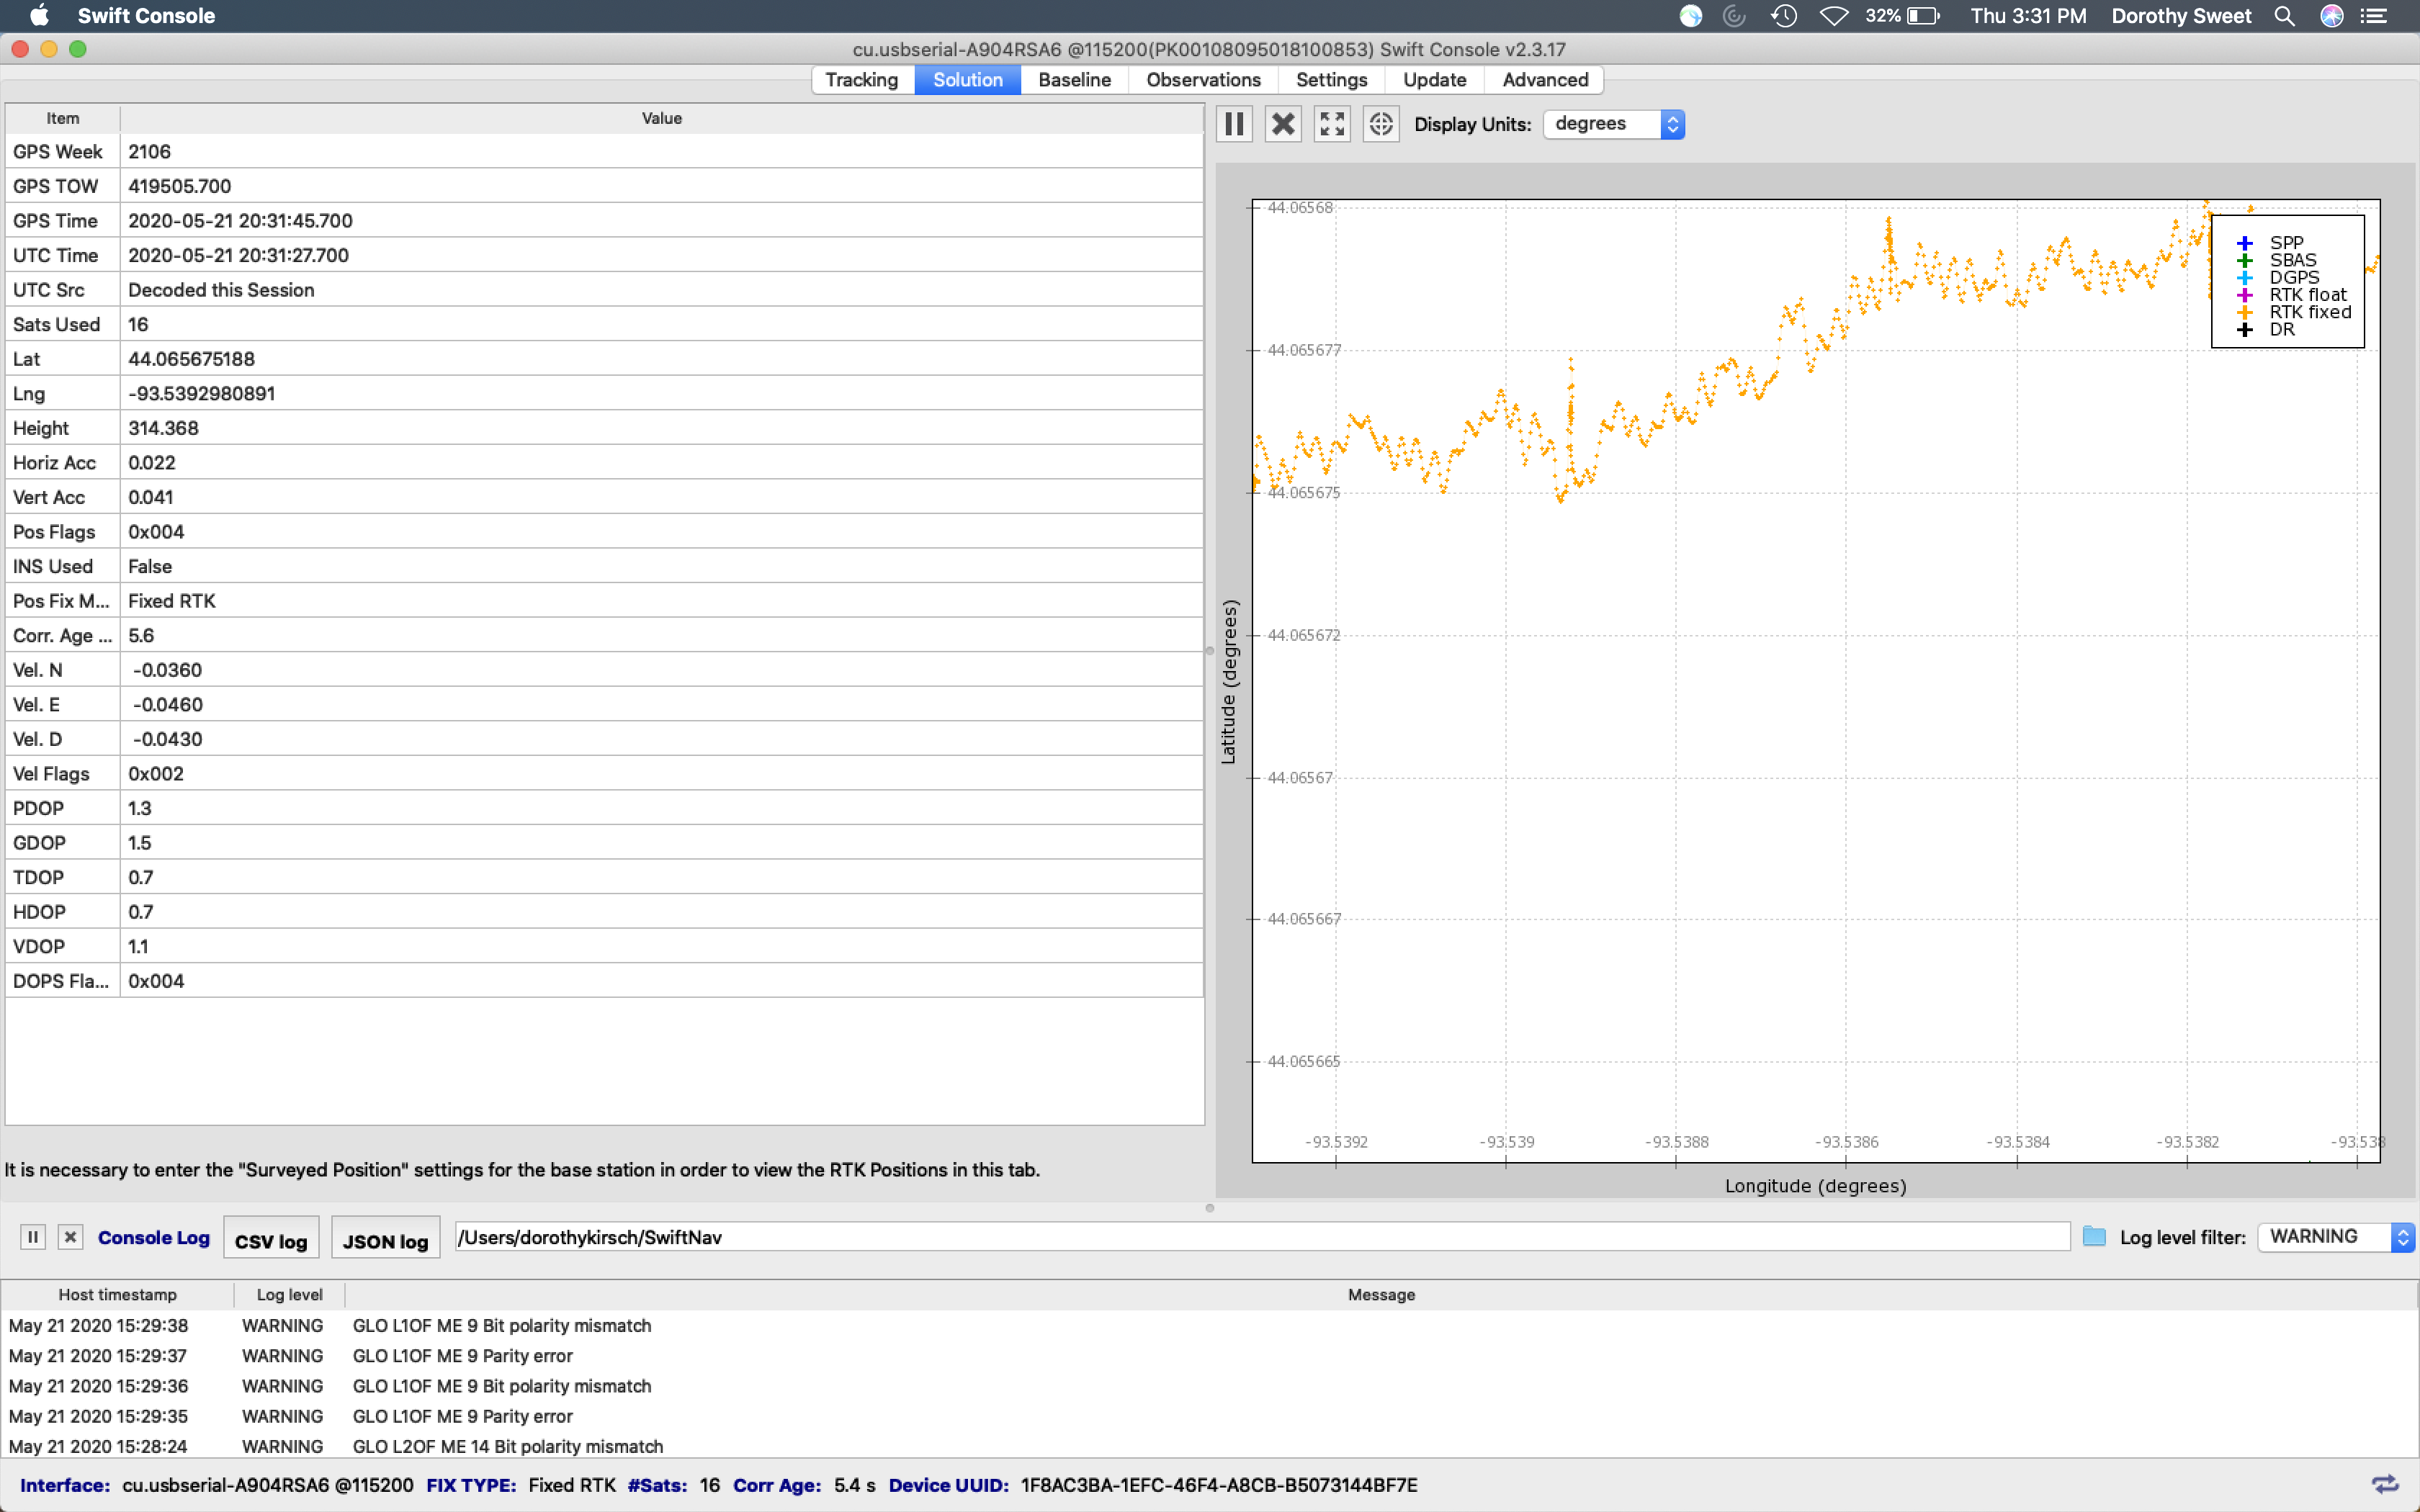 Swift Console
32%
Thu 3:31 PM Dorothy Sweet
cu.usbserial-A904RSA6 @115200(PK00108095018100853) Swift Console v2.3.17
Tracking Solution Baseline Observations Settings Update Advanced
Item Value
GPS Week 2106
GPS TOW 419505.700
GPS Time 2020-05-21 20:31:45.700
UTC Time 2020-05-21 20:31:27.700
UTC Src Decoded this Session
Sats Used 16
Lat 44.065675188
Lng -93.5392980891
Height 314.368
Horiz Acc 0.022
Vert Acc 0.041
Pos Flags 0x004
INS Used False
Pos Fix M... Fixed RTK
Corr. Age ... 5.6
Vel. N -0.0360
Vel. E -0.0460
Vel. D -0.0430
Vel Flags 0x002
PDOP 1.3
GDOP 1.5
TDOP 0.7
HDOP 0.7
VDOP 1.1
DOPS Fla... 0x004
It is necessary to enter the "Surveyed Position" settings for the base station in order to view the RTK Positions in this tab.
Display Units: degrees
44.06568
44.065677
44.065675
44.065672
44.06567
44.065667
44.065665
Latitude (degrees)
SPP
SBAS
DGPS
RTK float
RTK fixed
DR
-93.5392 -93.539 -93.5388 -93.5386 -93.5384 -93.5382 -93.538
Longitude (degrees)
Console Log CSV log JSON log /Users/dorothykirsch/SwiftNav Log level filter: WARNING
Host timestamp Log level Message
May 21 2020 15:29:38 WARNING GLO L1OF ME 9 Bit polarity mismatch
May 21 2020 15:29:37 WARNING GLO L1OF ME 9 Parity error
May 21 2020 15:29:36 WARNING GLO L1OF ME 9 Bit polarity mismatch
May 21 2020 15:29:35 WARNING GLO L1OF ME 9 Parity error
May 21 2020 15:28:24 WARNING GLO L2OF ME 14 Bit polarity mismatch
Interface: cu.usbserial-A904RSA6 @115200 FIX TYPE: Fixed RTK #Sats: 16 Corr Age: 5.4 s Device UUID: 1F8AC3BA-1EFC-46F4-A8CB-B5073144BF7E